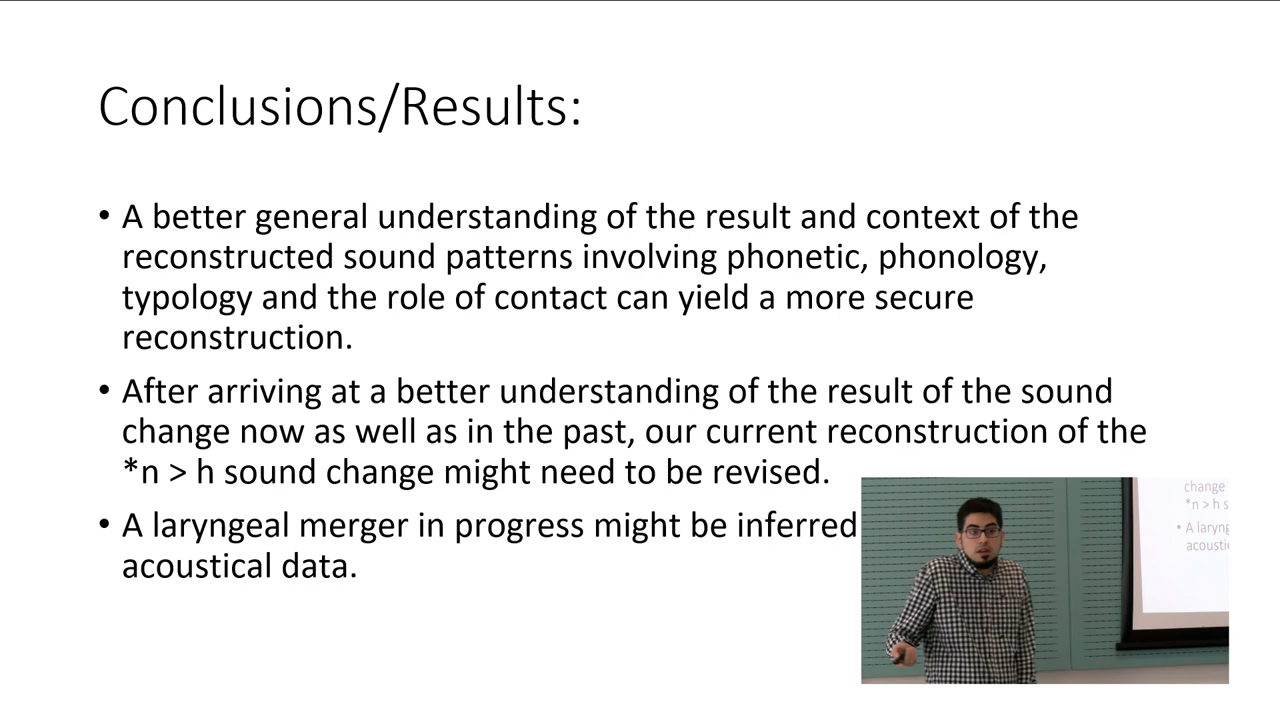 Conclusions/Results:
• A better general understanding of the result and context of the
reconstructed sound patterns involving phonetic, phonology,
typology and the role of contact can yield a more secure
reconstruction.
• After arriving at a better understanding of the result of the sound
change now as well as in the past, our current reconstruction of the
*n > h sound change might need to be revised.
• A laryngeal merger in progress might be inferred
acoustical data.
change
*n > h s
• A laryng
acousti